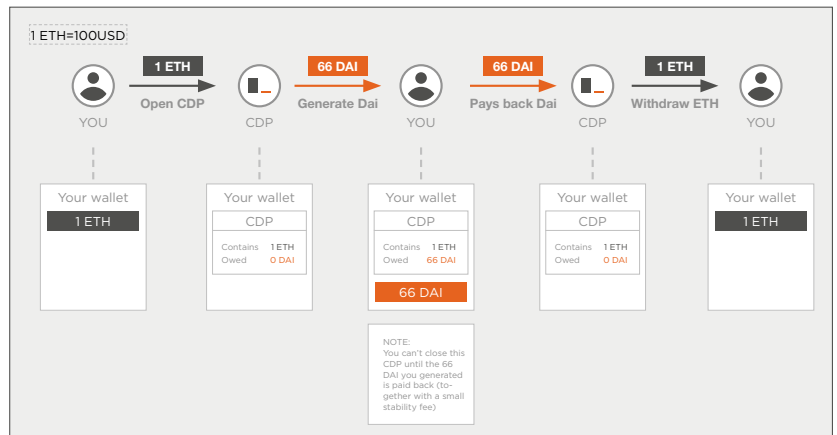 1 ETH=100USD
1 ETH
66 DAI
66 DAI
1 ETH
Open CDP
Generate Dai
Pays back Dai
Withdraw ETH
YOU
CDP
YOU
CDP
YOU
Your wallet
1 ETH
Your wallet
CDP
Contains 1 ETH
Owed 0 DAI
Your wallet
CDP
Contains 1 ETH
Owed 66 DAI
66 DAI
Your wallet
CDP
Contains 1 ETH
Owed 0 DAI
Your wallet
1 ETH
NOTE:
You can't close this
CDP until the 66
DAI you generated
is paid back (to-
gether with a small
stability fee)